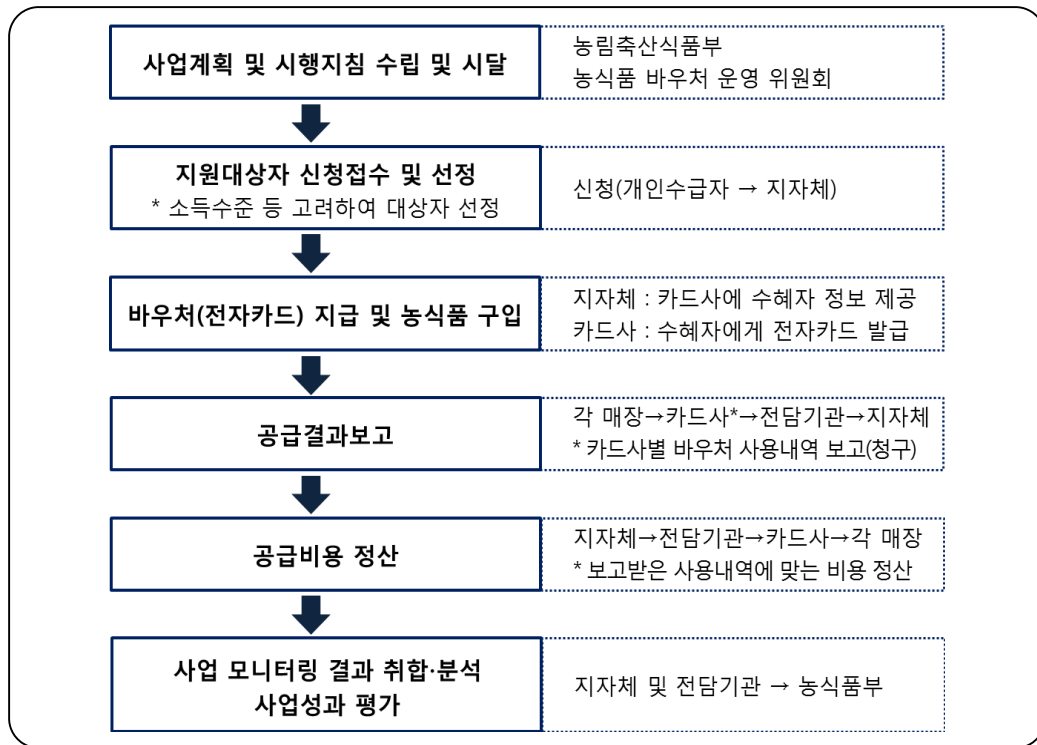 사업계획 및 시행지침 수립 및 시달
농림축산식품부
농식품 바우처 운영 위원회
지원대상자 신청접수 및 선정
* 소득수준 등 고려하여 대상자 선정
신청(개인수급자 → 지자체)
바우처(전자카드) 지급 및 농식품 구입
지자체 : 카드사에 수혜자 정보 제공
카드사 : 수혜자에게 전자카드 발급
공급결과보고
각 매장→카드사*→전담기관→지자체
* 카드사별 바우처 사용내역 보고(청구)
공급비용 정산
지자체→전담기관→카드사→각 매장
* 보고받은 사용내역에 맞는 비용 정산
사업 모니터링 결과 취합·분석
사업성과 평가
지자체 및 전담기관 → 농식품부